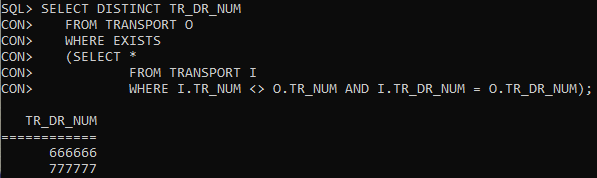 SQL> SELECT DISTINCT TR_DR_NUM
CON> FROM TRANSPORT O
CON> WHERE EXISTS
CON> (SELECT *
CON> FROM TRANSPORT I
CON> WHERE I.TR_NUM <> O.TR_NUM AND I.TR_DR_NUM = O.TR_DR_NUM);
TR_DR_NUM
============
666666
777777